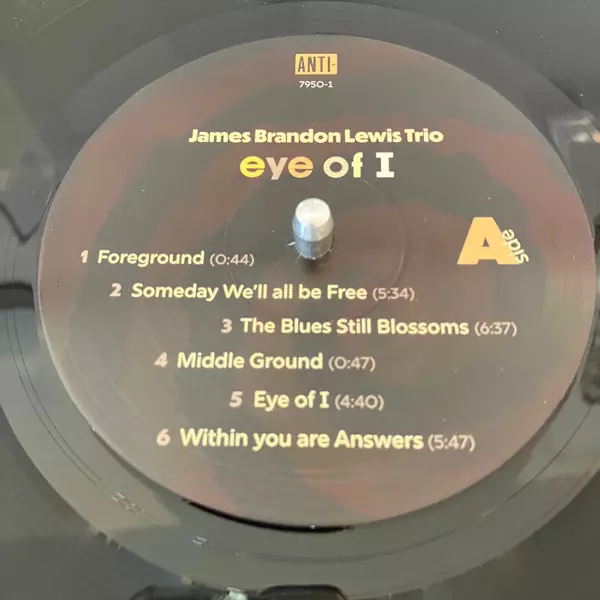 ANTI-
7950-1
James Brandon Lewis Trio
eye of I
A side
1 Foreground (0:44)
2 Someday We'll all be Free (5:34)
3 The Blues Still Blossoms (6:37)
4 Middle Ground (0:47)
5 Eye of I (4:40)
6 Within you are Answers (5:47)